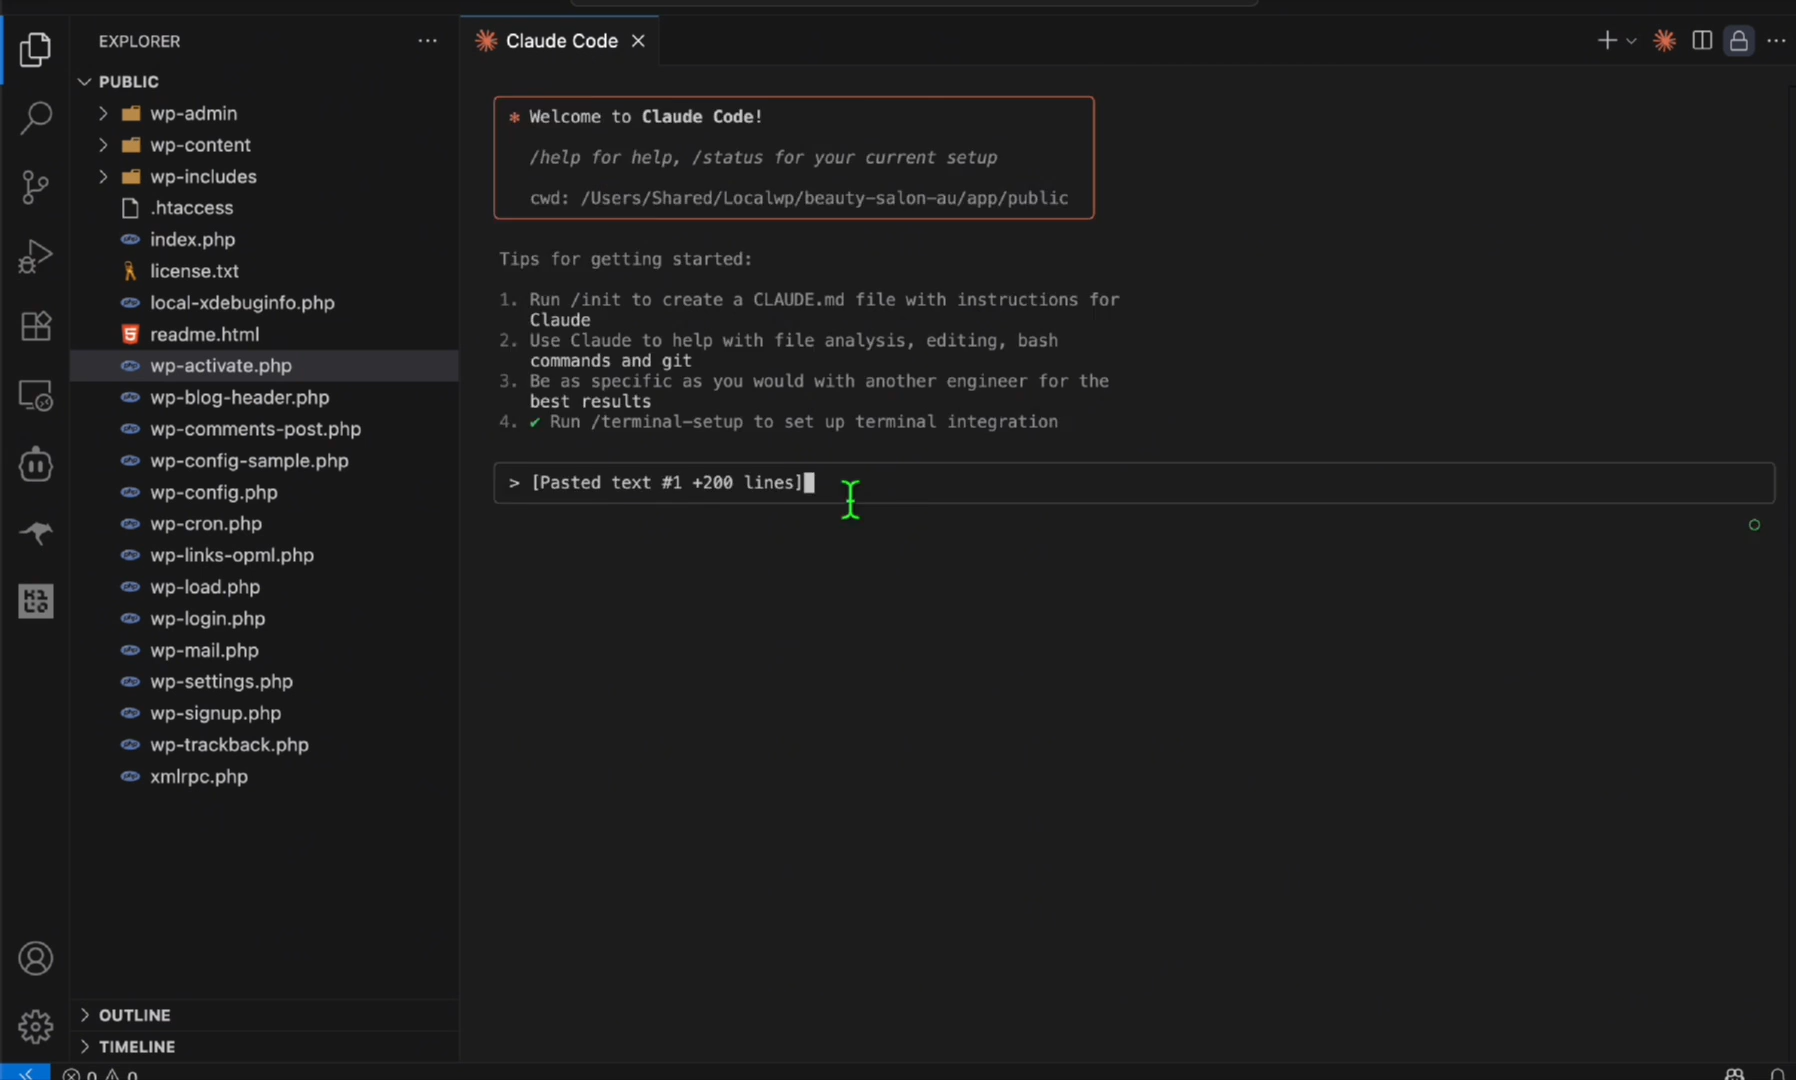 EXPLORER
PUBLIC
wp-admin
wp-content
wp-includes
.htaccess
index.php
license.txt
local-xdebuginfo.php
readme.html
wp-activate.php
wp-blog-header.php
wp-comments-post.php
wp-config-sample.php
wp-config.php
wp-cron.php
wp-links-opml.php
wp-load.php
wp-login.php
wp-mail.php
wp-settings.php
wp-signup.php
wp-trackback.php
xmlrpc.php
OUTLINE
TIMELINE
Claude Code
* Welcome to Claude Code!
/help for help, /status for your current setup
cwd: /Users/Shared/Localwp/beauty-salon-au/app/public
Tips for getting started:
1. Run /init to create a CLAUDE.md file with instructions for
Claude
2. Use Claude to help with file analysis, editing, bash
commands and git
3. Be as specific as you would with another engineer for the
best results
4. ✔ Run /terminal-setup to set up terminal integration
> [Pasted text #1 +200 lines]
0 0